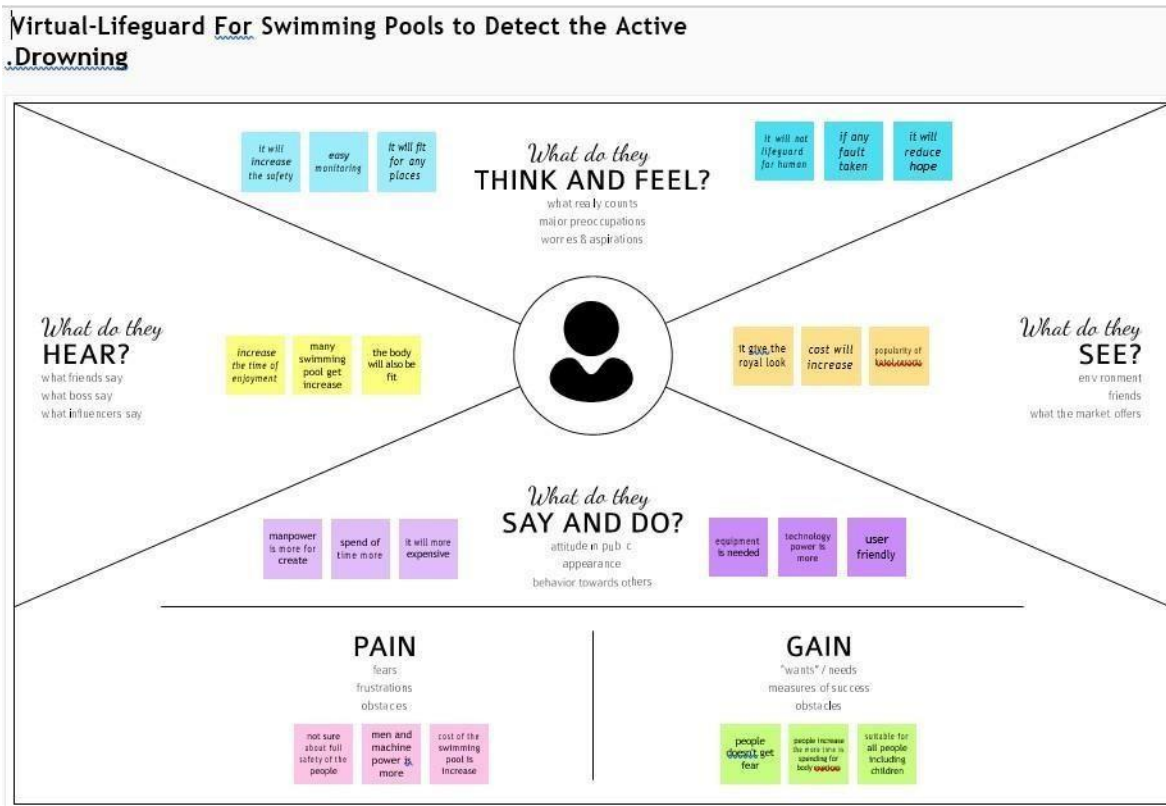 Virtual-Lifeguard For Swimming Pools to Detect the Active
.Drowning
it will
increase
the safety
easy
monitoring
it will fit
for any
places
What do they
THINK AND FEEL?
what really counts
major preoccupations
worries & aspirations
it will not
lifeguard
for human
if any
fault
taken
it will
reduce
hope
What do they
HEAR?
what friends say
what boss say
what influencers say
increase
the time of
enjoyment
many
swimming
pool get
increase
the body
will also be
fit
it give the
royal look
cost will
increase
popularity of
What do they
SEE?
environment
friends
what the market offers
What do they
SAY AND DO?
attitude in public
appearance
behavior towards others
manpower
is more for
create
spend of
time more
it will more
expensive
equipment
is needed
technology
power is
more
user
friendly
PAIN
fears
frustrations
obstaces
not sure
about full
safety of the
people
men and
machine
power is
more
cost of the
swimming
pool is
increase
GAIN
"wants" / needs
measures of success
obstacles
people
doesn't get
fear
people increase
the more time is
spending for
body
suitable for
all people
including
children